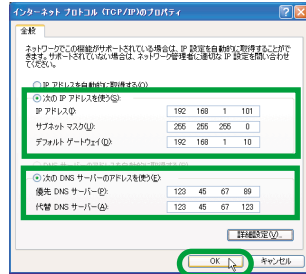 インターネット プロトコル (TCP/IP)のプロパティ
全般
ネットワークでこの機能がサポートされている場合は、IP 設定を自動的に取得することがで
きます。サポートされていない場合は、ネットワーク管理者に適切な IP 設定を問い合わせ
てください。
IP アドレスを自動的に取得する(O)
次の IP アドレスを使う(S):
IP アドレス(I): 192 168 1 101
サブネット マスク(U): 255 255 255 0
デフォルト ゲートウェイ(D): 192 168 1 10
次の DNS サーバーのアドレスを使う(E):
優先 DNS サーバー(P): 123 45 67 89
代替 DNS サーバー(A): 123 45 67 123
詳細設定(V)...
OK キャンセル